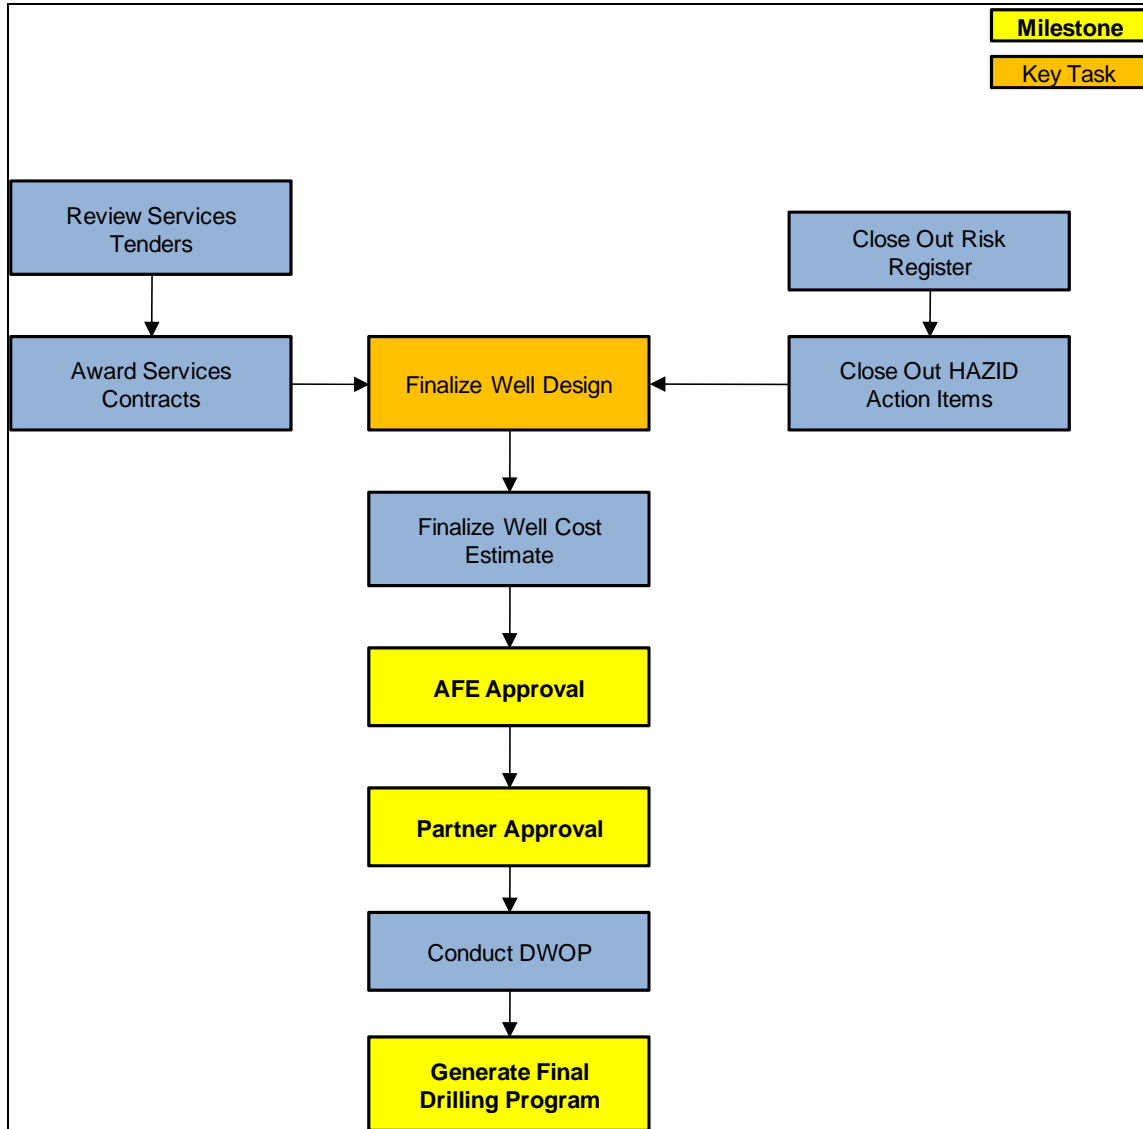 Milestone
Key Task
Review Services
Tenders
Close Out Risk
Register
Award Services
Contracts
Finalize Well Design
Close Out HAZID
Action Items
Finalize Well Cost
Estimate
AFE Approval
Partner Approval
Conduct DWOP
Generate Final
Drilling Program